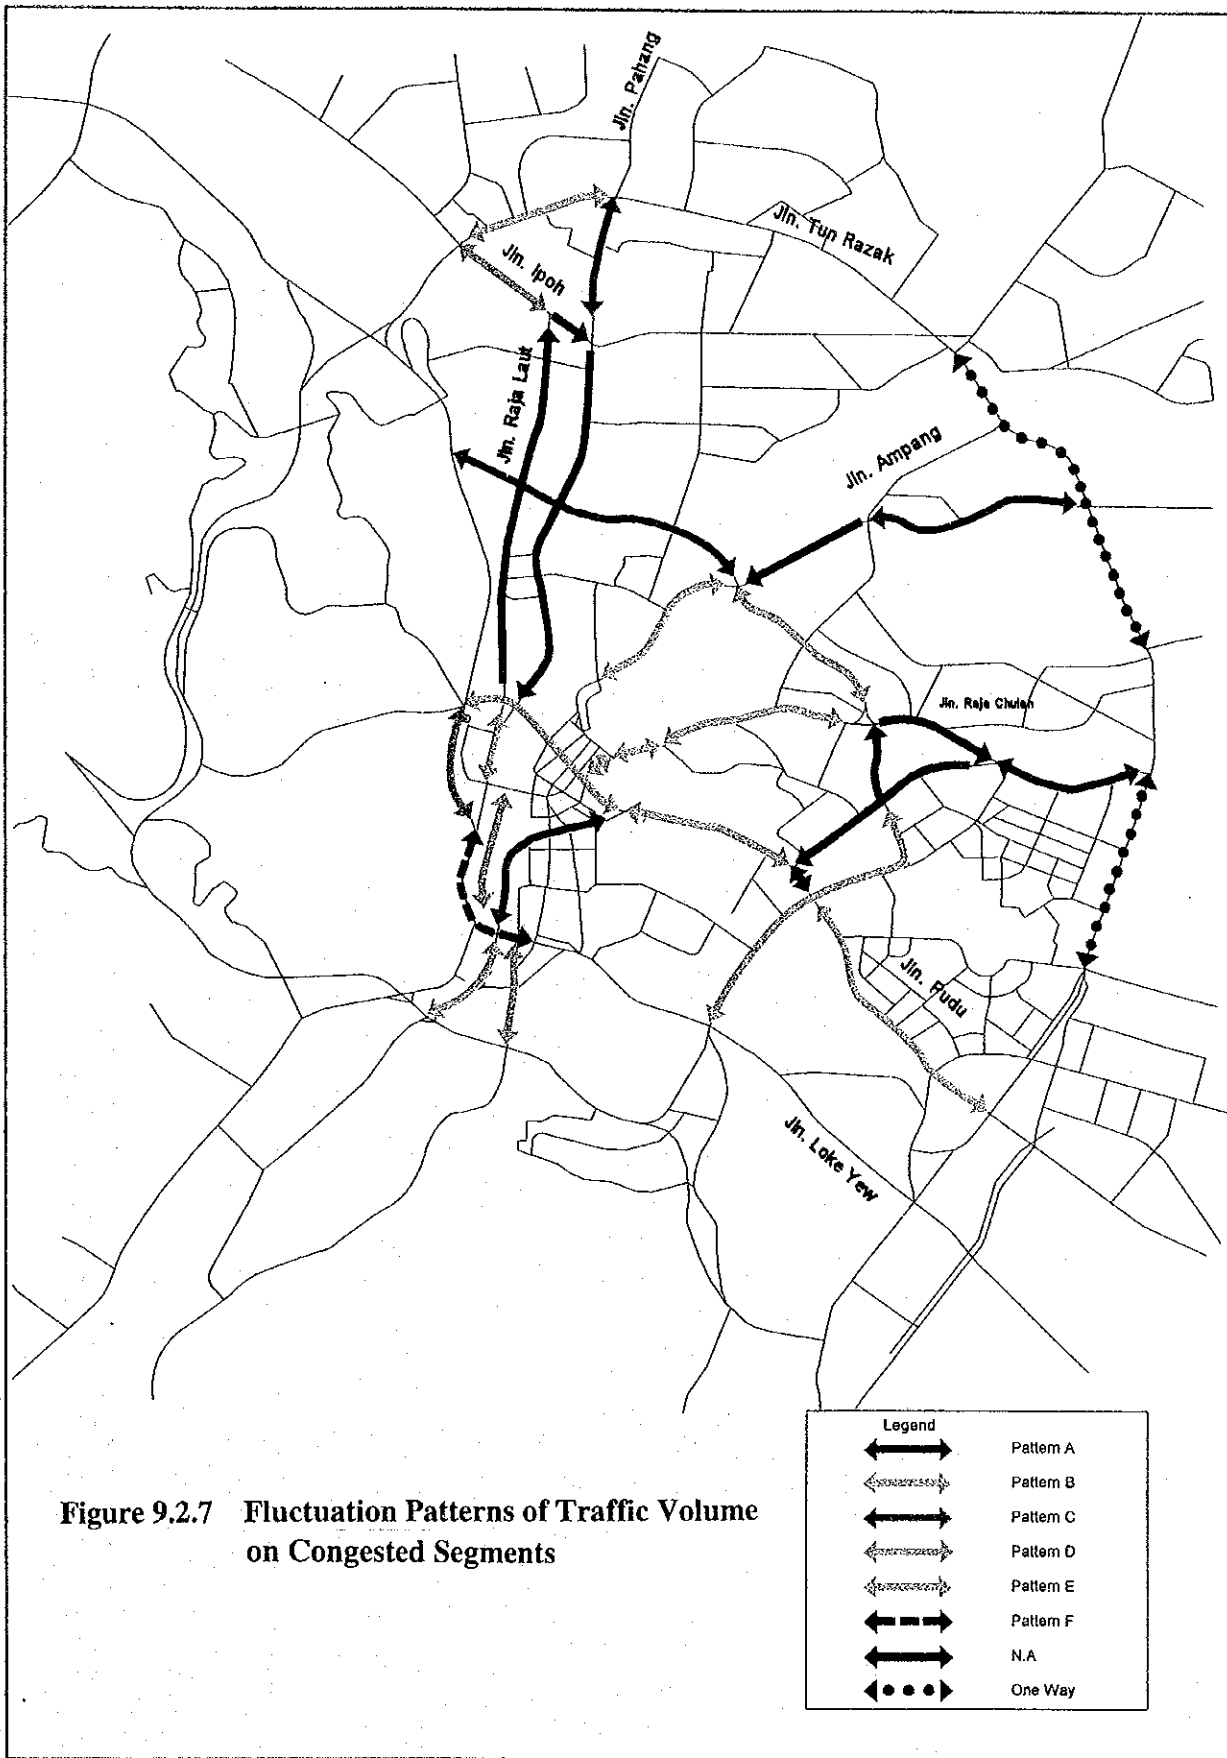 Jln. Pahang
Jln. Tun Razak
Jln. Ipoh
Jln. Raja Laut
Jln. Ampang
Jln. Raja Chulan
Jln. Pudu
Jln. Loke Yew
Legend
Pattern A
Pattern B
Pattern C
Pattern D
Pattern E
Pattern F
N.A
One Way
Figure 9.2.7 Fluctuation Patterns of Traffic Volume
on Congested Segments